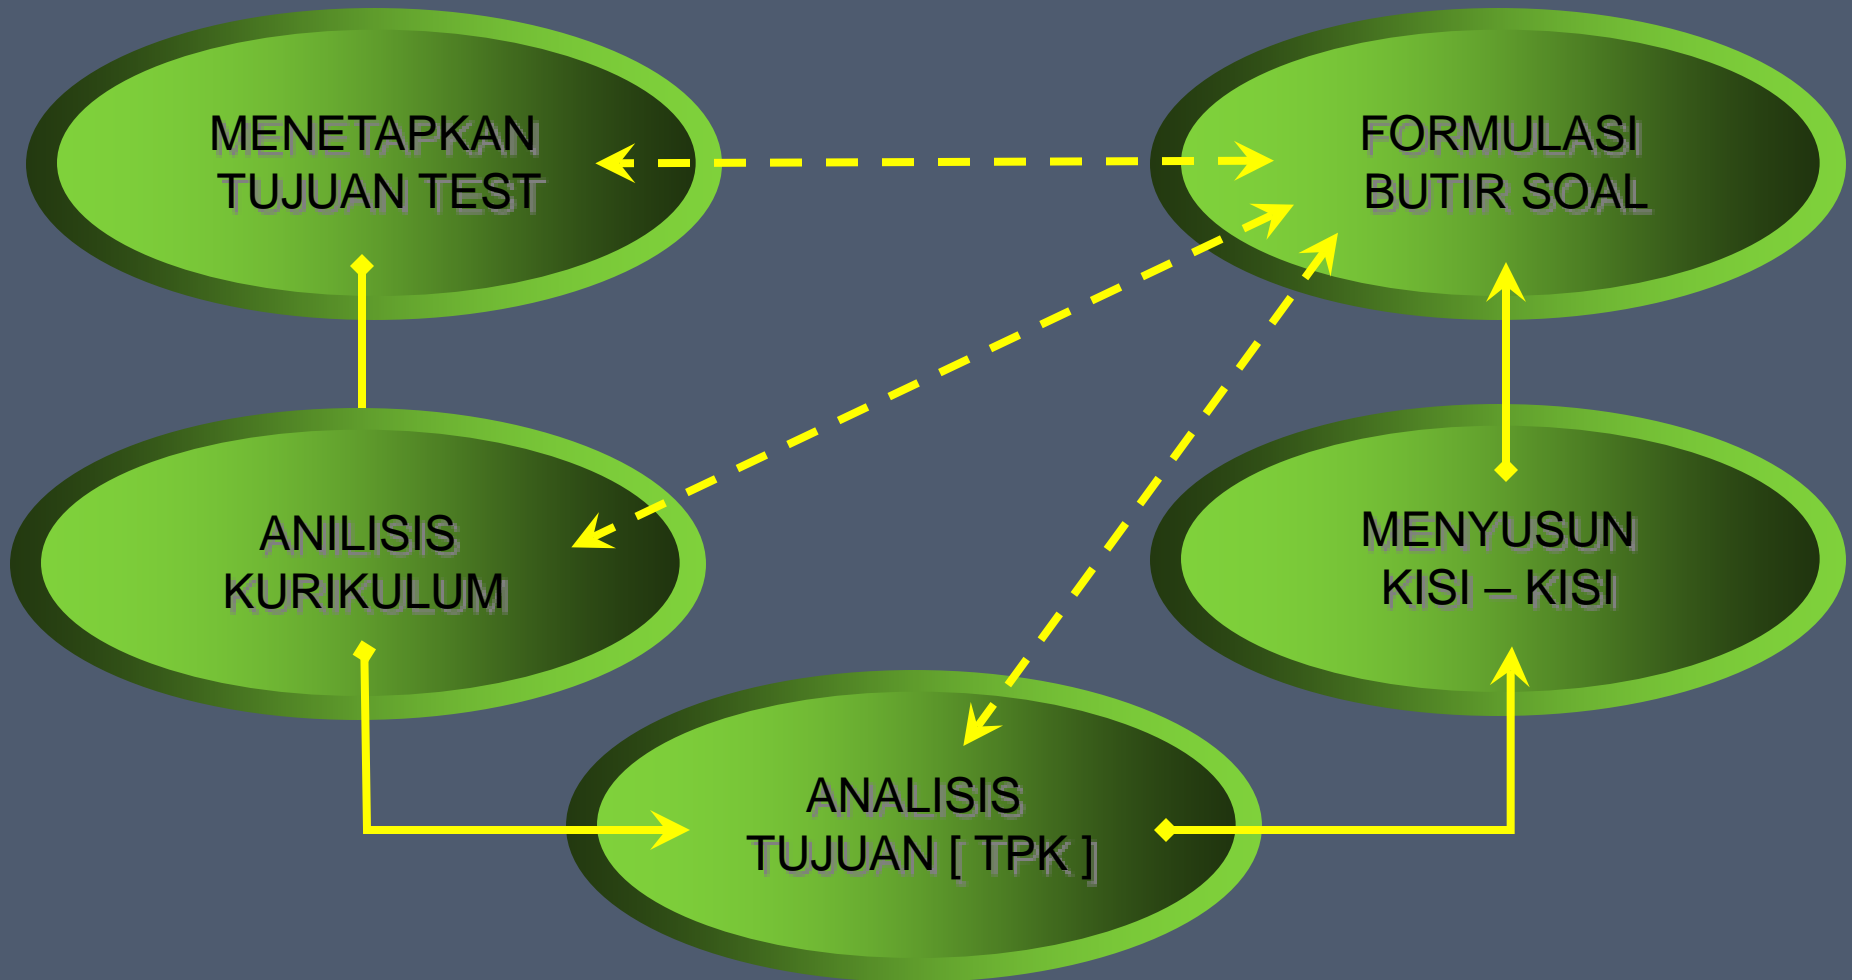 MENETAPKAN
TUJUAN TEST
FORMULASI
BUTIR SOAL
ANILISIS
KURIKULUM
MENYUSUN
KISI – KISI
ANALISIS
TUJUAN [ TPK ]